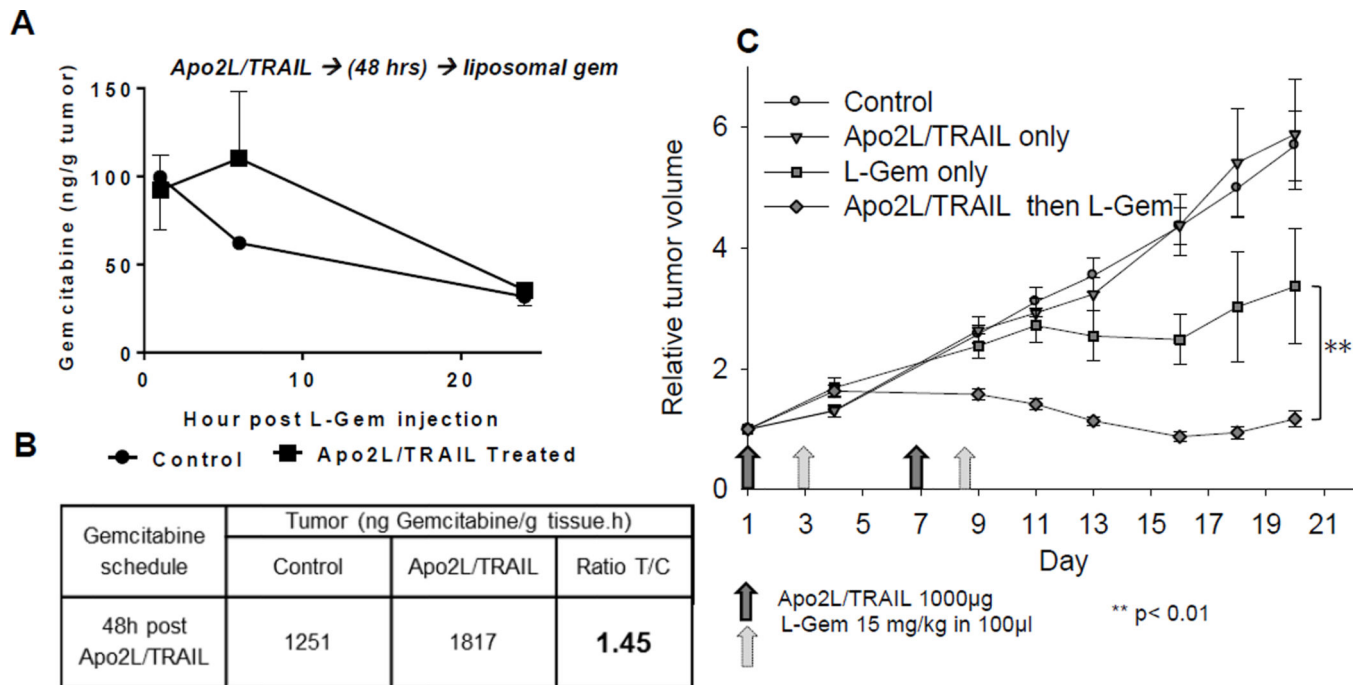 A
Apo2L/TRAIL → (48 hrs) → liposomal gem
Gemcitabine (ng/g tumor)
150
100
50
0
0
10
20
Hour post L-Gem injection
Control
Apo2L/TRAIL Treated
B
Gemcitabine schedule
Tumor (ng Gemcitabine/g tissue.h)
Control
Apo2L/TRAIL
Ratio T/C
48h post Apo2L/TRAIL
1251
1817
1.45
C
Control
Apo2L/TRAIL only
L-Gem only
Apo2L/TRAIL then L-Gem
Relative tumor volume
6
4
2
0
**
1 3 5 7 9 11 13 15 17 19 21
Day
Apo2L/TRAIL 1000µg
L-Gem 15 mg/kg in 100µl
** p< 0.01